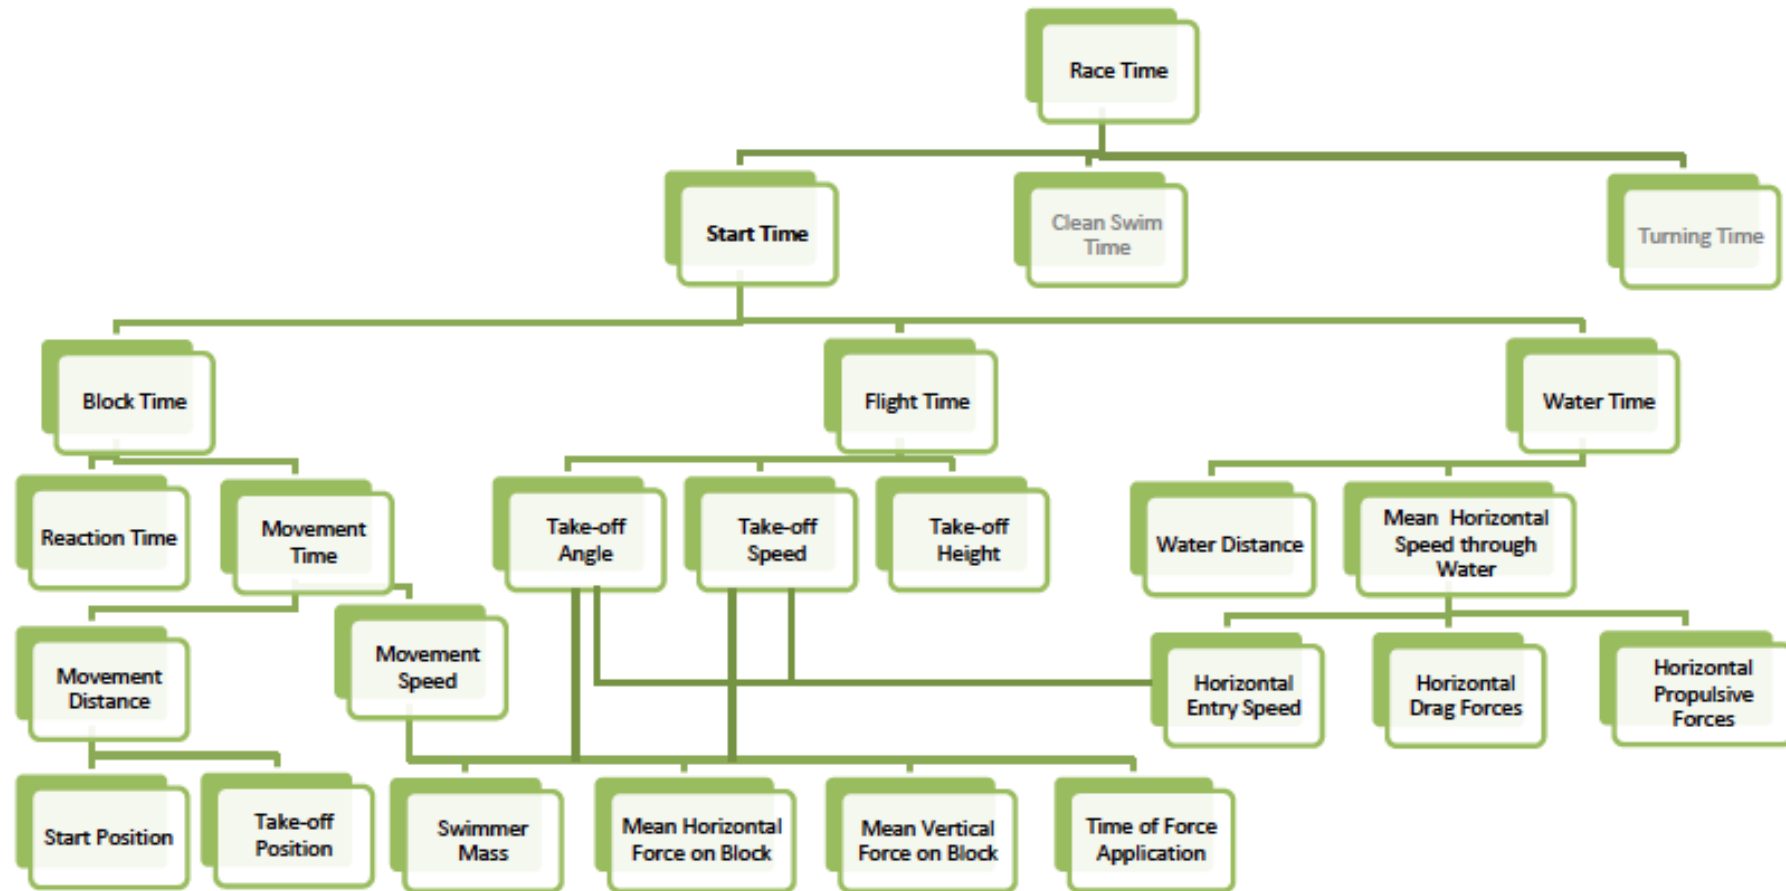 Race Time
Start Time
Clean Swim
Time
Turning Time
Block Time
Flight Time
Water Time
Reaction Time
Movement
Time
Take-off
Angle
Take-off
Speed
Take-off
Height
Water Distance
Mean Horizontal
Speed through
Water
Movement
Distance
Movement
Speed
Horizontal
Entry Speed
Horizontal
Drag Forces
Horizontal
Propulsive
Forces
Start Position
Take-off
Position
Swimmer
Mass
Mean Horizontal
Force on Block
Mean Vertical
Force on Block
Time of Force
Application